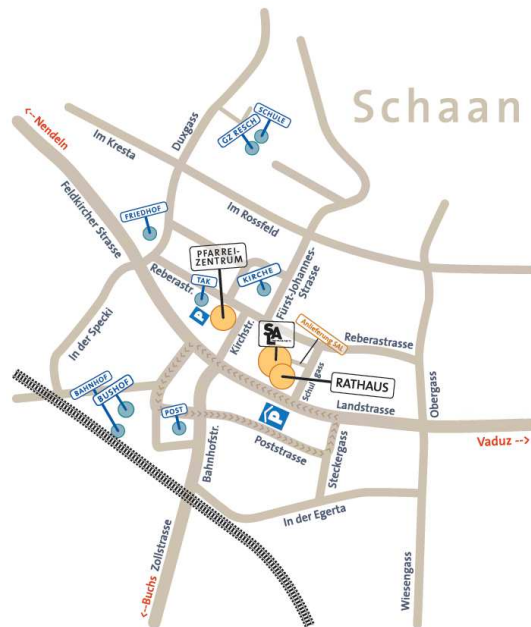 Schaan
<--Nendeln
Im Kresta
Duxgass
SCHULE
GZ RESCH
Feldkircher Strasse
FRIEDHOF
Im Rossfeld
PFARREI-
ZENTRUM
Reberastr.
TAK
KIRCHE
Fürst-Johannes-
Strasse
P
Kirchstr.
SAL
Anlieferung SAL
Reberastrasse
In der Specki
Schulgass
RATHAUS
Obergass
BAHNHOF
BUSHOF
POST
P
Landstrasse
Vaduz -->
Bahnhofstr.
Poststrasse
Steckergass
In der Egerta
Zollstrasse
<--Buchs
Wiesengass